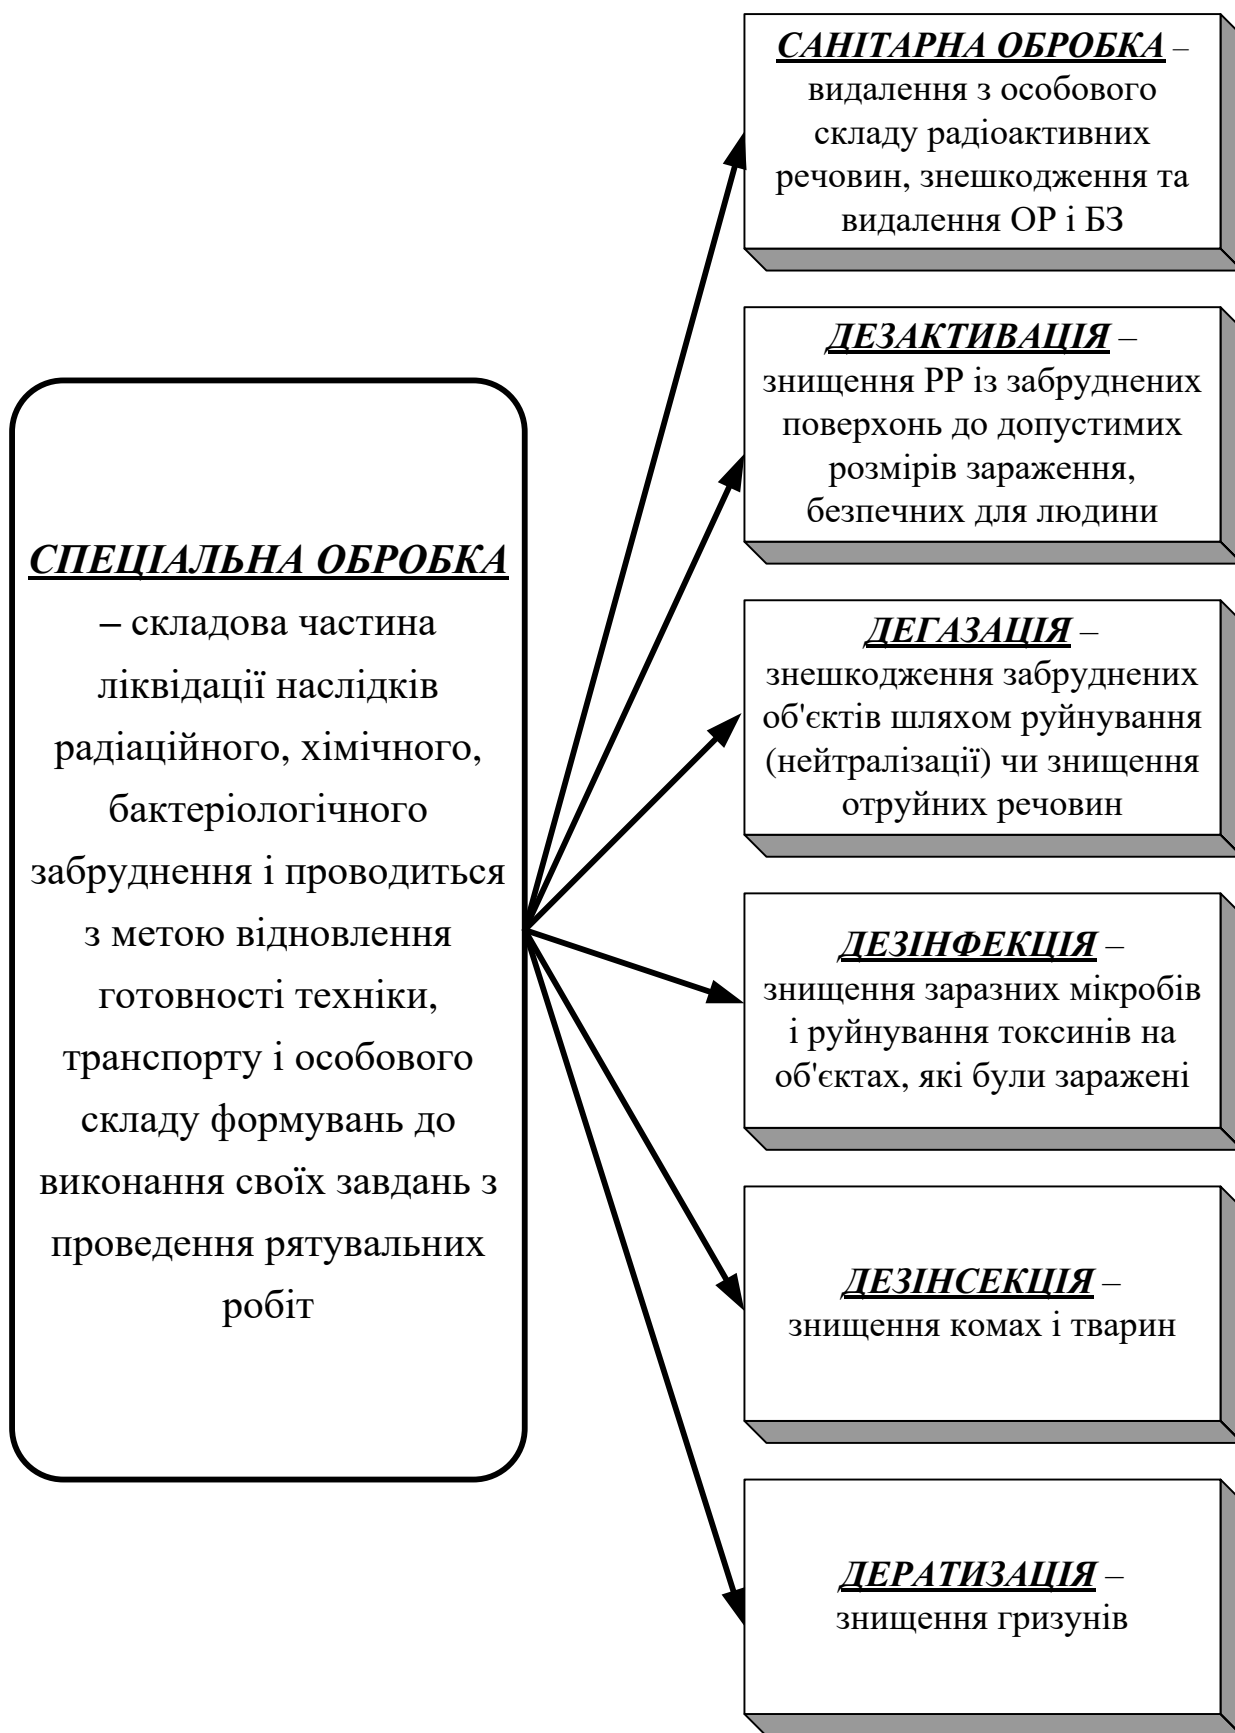 СПЕЦІАЛЬНА ОБРОБКА
– складова частина
ліквідації наслідків
радіаційного, хімічного,
бактеріологічного
забруднення і проводиться
з метою відновлення
готовності техніки,
транспорту і особового
складу формувань до
виконання своїх завдань з
проведення рятувальних
робіт
САНІТАРНА ОБРОБКА –
видалення з особового
складу радіоактивних
речовин, знешкодження та
видалення ОР і БЗ
ДЕЗАКТИВАЦІЯ –
знищення РР із забруднених
поверхонь до допустимих
розмірів зараження,
безпечних для людини
ДЕГАЗАЦІЯ –
знешкодження забруднених
об'єктів шляхом руйнування
(нейтралізації) чи знищення
отруйних речовин
ДЕЗІНФЕКЦІЯ –
знищення заразних мікробів
і руйнування токсинів на
об'єктах, які були заражені
ДЕЗІНСЕКЦІЯ –
знищення комах і тварин
ДЕРАТИЗАЦІЯ –
знищення гризунів